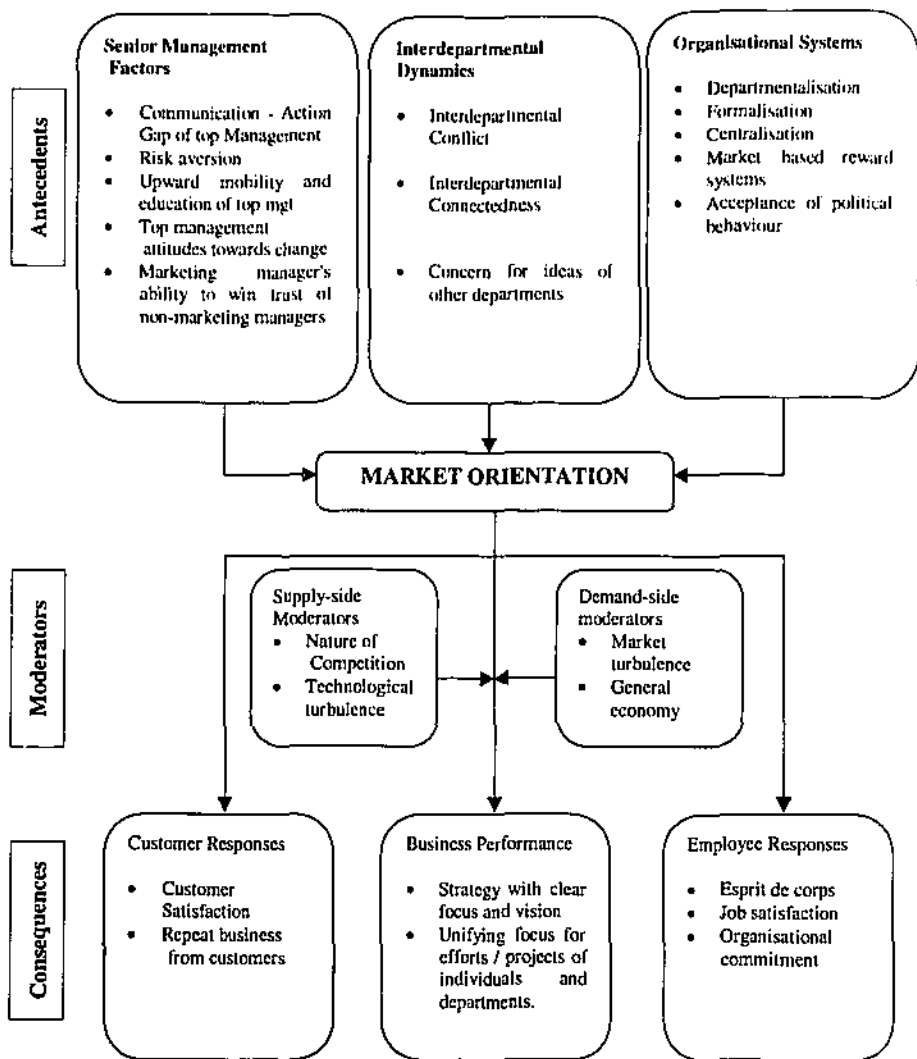 Antecedents
Senior Management
Factors
• Communication - Action
Gap of top Management
• Risk aversion
• Upward mobility and
education of top mgt
• Top management
attitudes towards change
• Marketing manager's
ability to win trust of
non-marketing managers
Interdepartmental
Dynamics
• Interdepartmental
Conflict
• Interdepartmental
Connectedness
• Concern for ideas of
other departments
Organisational Systems
• Departmentalisation
• Formalisation
• Centralisation
• Market based reward
systems
• Acceptance of political
behaviour
MARKET ORIENTATION
Moderators
Supply-side
Moderators
• Nature of
Competition
• Technological
turbulence
Demand-side
moderators
• Market
turbulence
• General
economy
Consequences
Customer Responses
• Customer
Satisfaction
• Repeat business
from customers
Business Performance
• Strategy with clear
focus and vision
• Unifying focus for
efforts / projects of
individuals and
departments.
Employee Responses
• Esprit de corps
• Job satisfaction
• Organisational
commitment